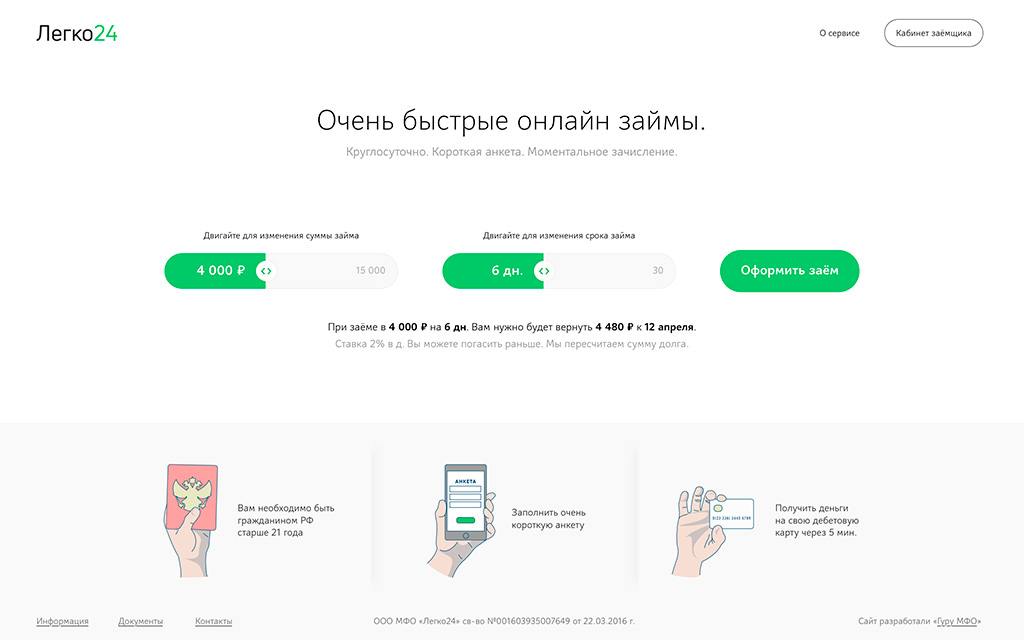 Легко24
О сервисе
Кабинет заёмщика
Очень быстрые онлайн займы.
Круглосуточно. Короткая анкета. Моментальное зачисление.
Двигайте для изменения суммы займа
4 000 ₽ <> 15 000
Двигайте для изменения срока займа
6 дн. <> 30
Оформить заём
При заёме в 4 000 ₽ на 6 дн. Вам нужно будет вернуть 4 480 ₽ к 12 апреля.
Ставка 2% в д. Вы можете погасить раньше. Мы пересчитаем сумму долга.
Вам необходимо быть
гражданином РФ
старше 21 года
АНКЕТА
Заполнить очень
короткую анкету
Получить деньги
на свою дебетовую
карту через 5 мин.
Информация
Документы
Контакты
ООО МФО «Легко24» св-во №001603935007649 от 22.03.2016 г.
Сайт разработали «Гуру МФО»